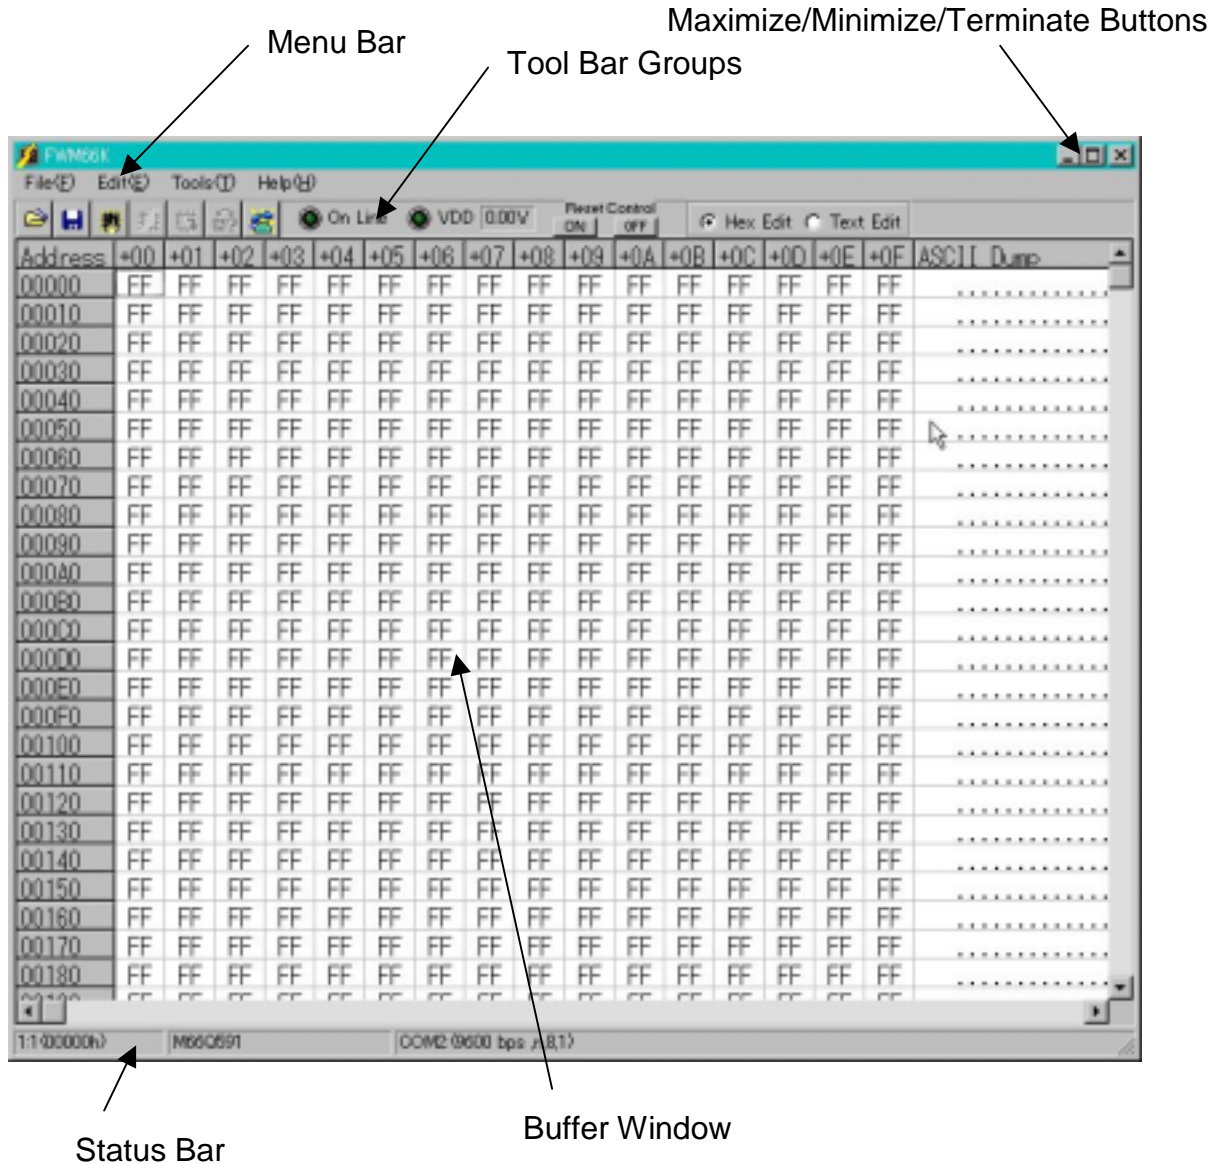 Maximize/Minimize/Terminate Buttons
Menu Bar
Tool Bar Groups
FWM66K
File(F) Edit(E) Tools(T) Help(H)
On Line VDD 0.00V Reset Control ON OFF Hex Edit Text Edit
Address +00 +01 +02 +03 +04 +05 +06 +07 +08 +09 +0A +0B +0C +0D +0E +0F ASCII Dump
00000 FF FF FF FF FF FF FF FF FF FF FF FF FF FF FF FF .............
00010 FF FF FF FF FF FF FF FF FF FF FF FF FF FF FF FF .............
00020 FF FF FF FF FF FF FF FF FF FF FF FF FF FF FF FF .............
00030 FF FF FF FF FF FF FF FF FF FF FF FF FF FF FF FF .............
00040 FF FF FF FF FF FF FF FF FF FF FF FF FF FF FF FF .............
00050 FF FF FF FF FF FF FF FF FF FF FF FF FF FF FF FF .............
00060 FF FF FF FF FF FF FF FF FF FF FF FF FF FF FF FF .............
00070 FF FF FF FF FF FF FF FF FF FF FF FF FF FF FF FF .............
00080 FF FF FF FF FF FF FF FF FF FF FF FF FF FF FF FF .............
00090 FF FF FF FF FF FF FF FF FF FF FF FF FF FF FF FF .............
000A0 FF FF FF FF FF FF FF FF FF FF FF FF FF FF FF FF .............
000B0 FF FF FF FF FF FF FF FF FF FF FF FF FF FF FF FF .............
000C0 FF FF FF FF FF FF FF FF FF FF FF FF FF FF FF FF .............
000D0 FF FF FF FF FF FF FF FF FF FF FF FF FF FF FF FF .............
000E0 FF FF FF FF FF FF FF FF FF FF FF FF FF FF FF FF .............
000F0 FF FF FF FF FF FF FF FF FF FF FF FF FF FF FF FF .............
00100 FF FF FF FF FF FF FF FF FF FF FF FF FF FF FF FF .............
00110 FF FF FF FF FF FF FF FF FF FF FF FF FF FF FF FF .............
00120 FF FF FF FF FF FF FF FF FF FF FF FF FF FF FF FF .............
00130 FF FF FF FF FF FF FF FF FF FF FF FF FF FF FF FF .............
00140 FF FF FF FF FF FF FF FF FF FF FF FF FF FF FF FF .............
00150 FF FF FF FF FF FF FF FF FF FF FF FF FF FF FF FF .............
00160 FF FF FF FF FF FF FF FF FF FF FF FF FF FF FF FF .............
00170 FF FF FF FF FF FF FF FF FF FF FF FF FF FF FF FF .............
00180 FF FF FF FF FF FF FF FF FF FF FF FF FF FF FF FF .............
1:1(00000h) M66Q591 COM2 (9600 bps ,n,8,1)
Buffer Window
Status Bar